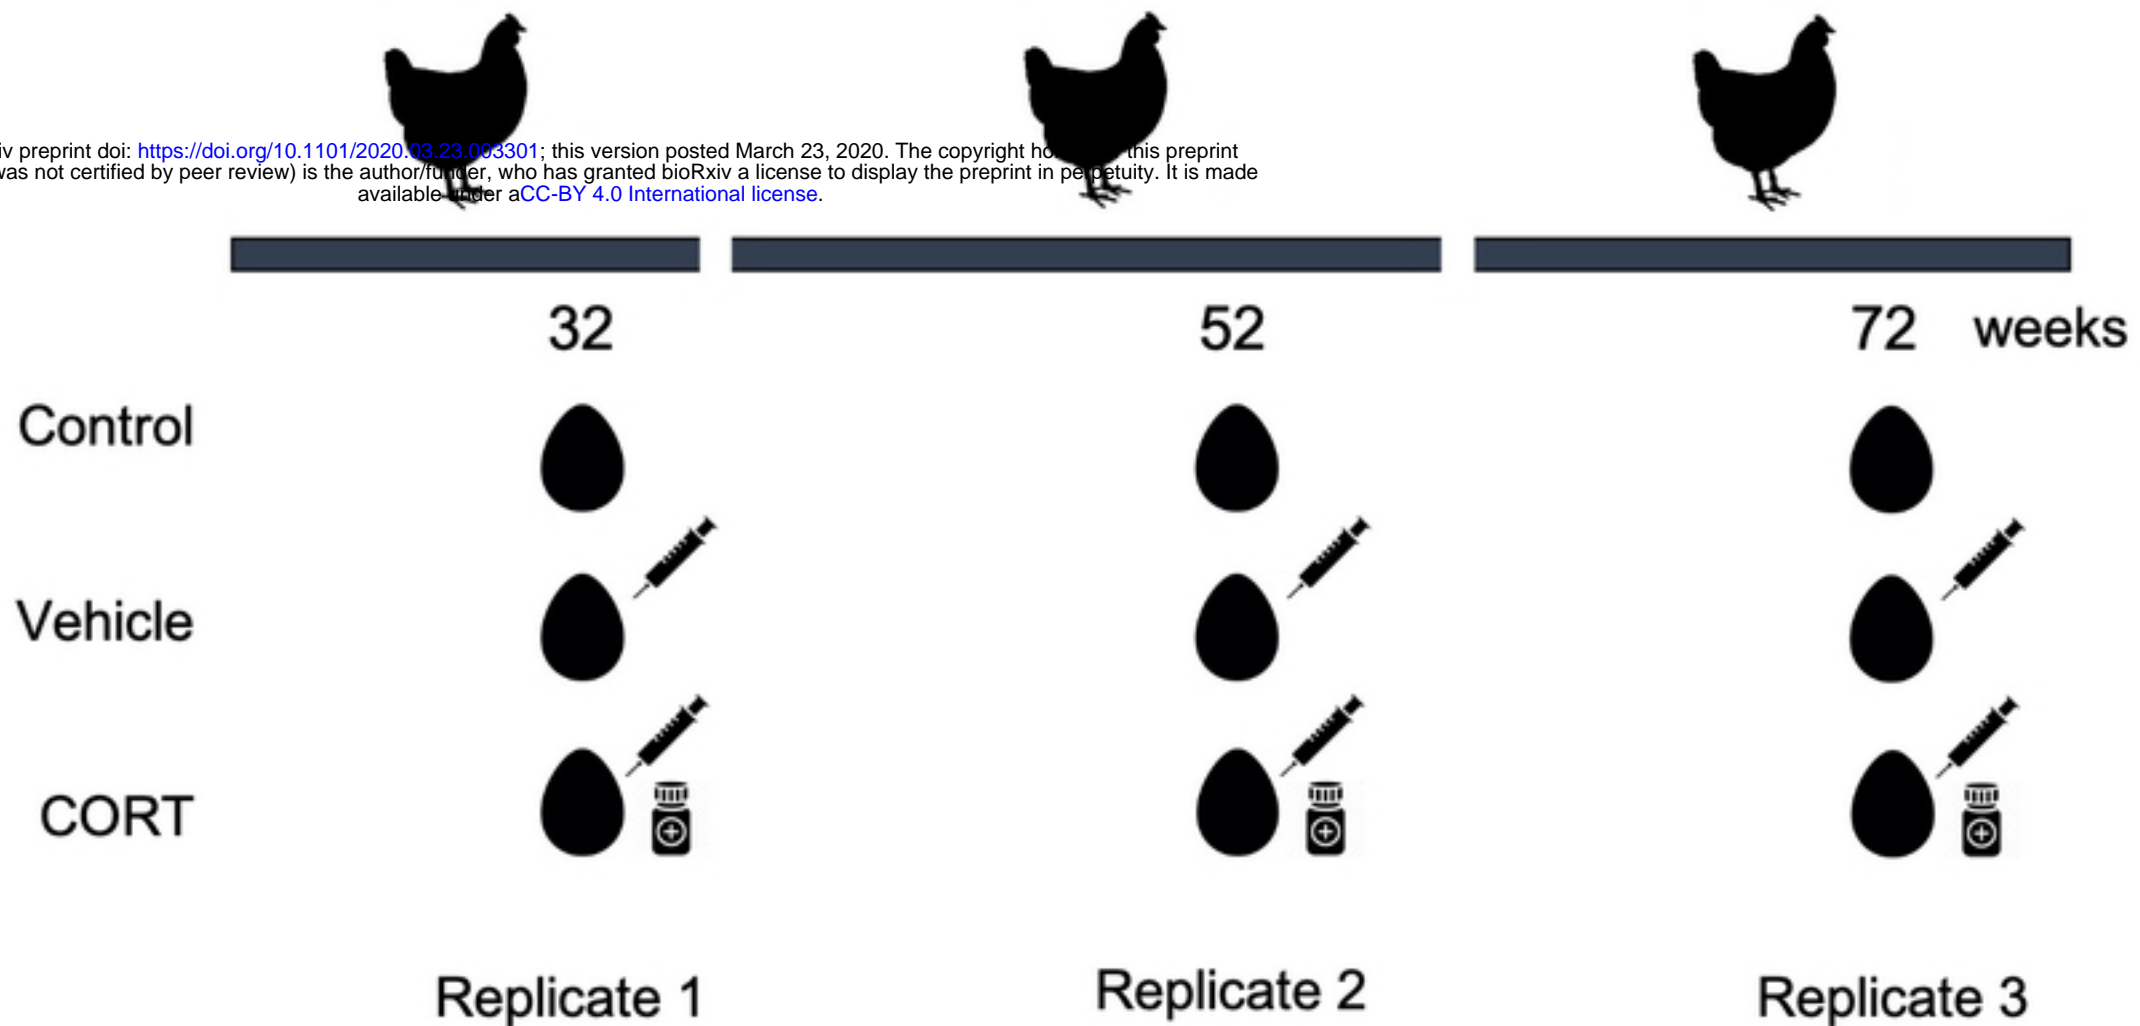 iv preprint doi: https://doi.org/10.1101/2020.03.23.003301; this version posted March 23, 2020. The copyright this preprint
was not certified by peer review) is the author/funder, who has granted bioRxiv a license to display the preprint in perpetuity. It is made
available under aCC-BY 4.0 International license.
32 52 72 weeks
Control
Vehicle
CORT
Replicate 1 Replicate 2 Replicate 3